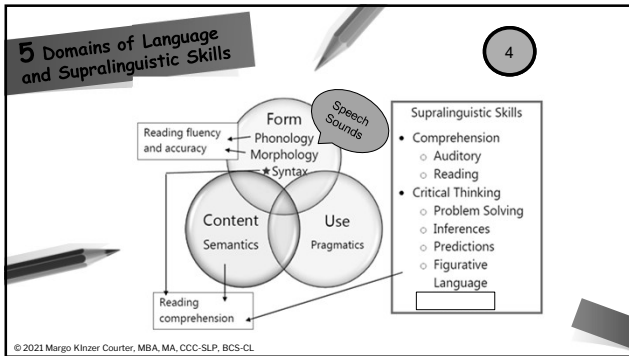 5 Domains of Language
and Supralinguistic Skills
4
Speech
Sounds
Form
Phonology
Morphology
★Syntax
Reading fluency
and accuracy
Content
Semantics
Use
Pragmatics
Reading
comprehension
Supralinguistic Skills
• Comprehension
○ Auditory
○ Reading
• Critical Thinking
○ Problem Solving
○ Inferences
○ Predictions
○ Figurative
Language
© 2021 Margo KInzer Courter, MBA, MA, CCC-SLP, BCS-CL